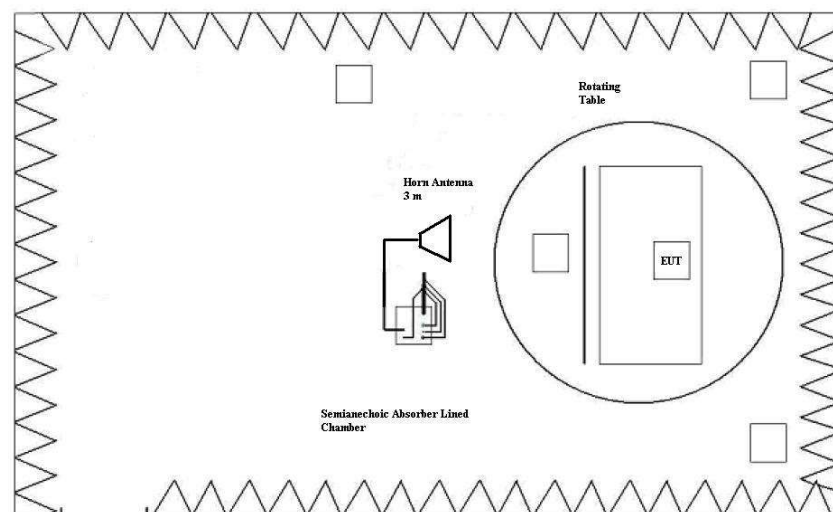 Rotating
Table
Horn Antenna
3 m
EUT
Semianechoic Absorber Lined
Chamber